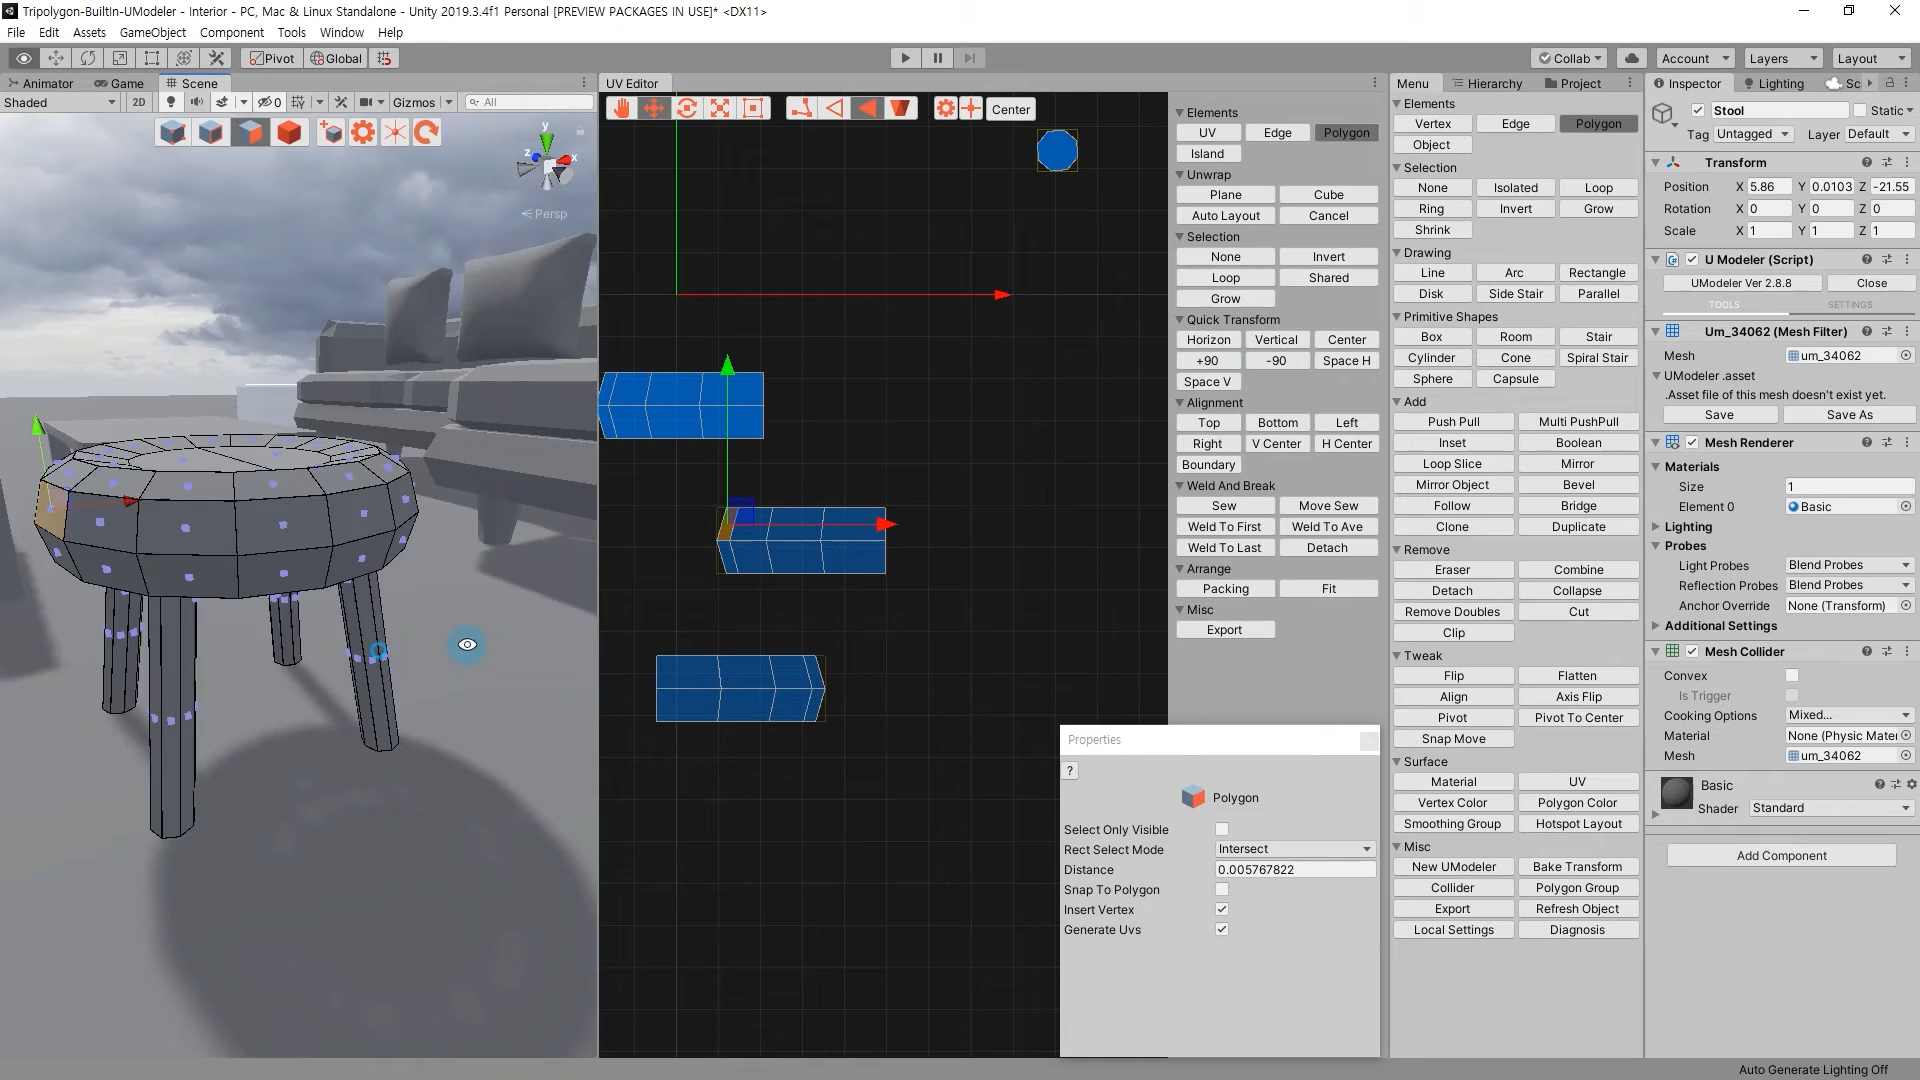 Tripolygon-BuiltIn-UModeler - Interior - PC, Mac & Linux Standalone - Unity 2019.3.4f1 Personal [PREVIEW PACKAGES IN USE]* <DX11>
File Edit Assets GameObject Component Tools Window Help
Pivot Global Collab Account Layers Layout
Animator Game Scene
Shaded 2D 0 Gizmos All
y
x
z
Persp
UV Editor
Center
Elements
UV Edge Polygon
Island
Unwrap
Plane Cube
Auto Layout Cancel
Selection
None Invert
Loop Shared
Grow
Quick Transform
Horizon Vertical Center
+90 -90 Space H
Space V
Alignment
Top Bottom Left
Right V Center H Center
Boundary
Weld And Break
Sew Move Sew
Weld To First Weld To Ave
Weld To Last Detach
Arrange
Packing Fit
Misc
Export
Properties
?
Polygon
Select Only Visible
Rect Select Mode Intersect
Distance 0.005767822
Snap To Polygon
Insert Vertex
Generate Uvs
Menu Hierarchy Project
Elements
Vertex Edge Polygon
Object
Selection
None Isolated Loop
Ring Invert Grow
Shrink
Drawing
Line Arc Rectangle
Disk Side Stair Parallel
Primitive Shapes
Box Room Stair
Cylinder Cone Spiral Stair
Sphere Capsule
Add
Push Pull Multi PushPull
Inset Boolean
Loop Slice Mirror
Mirror Object Bevel
Follow Bridge
Clone Duplicate
Remove
Eraser Combine
Detach Collapse
Remove Doubles Cut
Clip
Tweak
Flip Flatten
Align Axis Flip
Pivot Pivot To Center
Snap Move
Surface
Material UV
Vertex Color Polygon Color
Smoothing Group Hotspot Layout
Misc
New UModeler Bake Transform
Collider Polygon Group
Export Refresh Object
Local Settings Diagnosis
Inspector Lighting Sc
Stool Static
Tag Untagged Layer Default
Transform
Position X 5.86 Y 0.0103 Z -21.55
Rotation X 0 Y 0 Z 0
Scale X 1 Y 1 Z 1
U Modeler (Script)
UModeler Ver 2.8.8 Close
TOOLS SETTINGS
Um_34062 (Mesh Filter)
Mesh um_34062
UModeler .asset
.Asset file of this mesh doesn't exist yet.
Save Save As
Mesh Renderer
Materials
Size 1
Element 0 Basic
Lighting
Probes
Light Probes Blend Probes
Reflection Probes Blend Probes
Anchor Override None (Transform)
Additional Settings
Mesh Collider
Convex
Is Trigger
Cooking Options Mixed...
Material None (Physic Mater
Mesh um_34062
Basic
Shader Standard
Add Component
Auto Generate Lighting Off